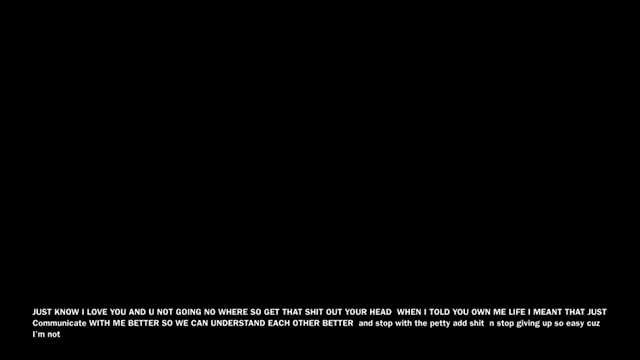 JUST KNOW I LOVE YOU AND U NOT GOING NO WHERE SO GET THAT SHIT OUT YOUR HEAD  WHEN I TOLD YOU OWN ME LIFE I MEANT THAT JUST
Communicate WITH ME BETTER SO WE CAN UNDERSTAND EACH OTHER BETTER  and stop with the petty add shit  n stop giving up so easy cuz
I'm not